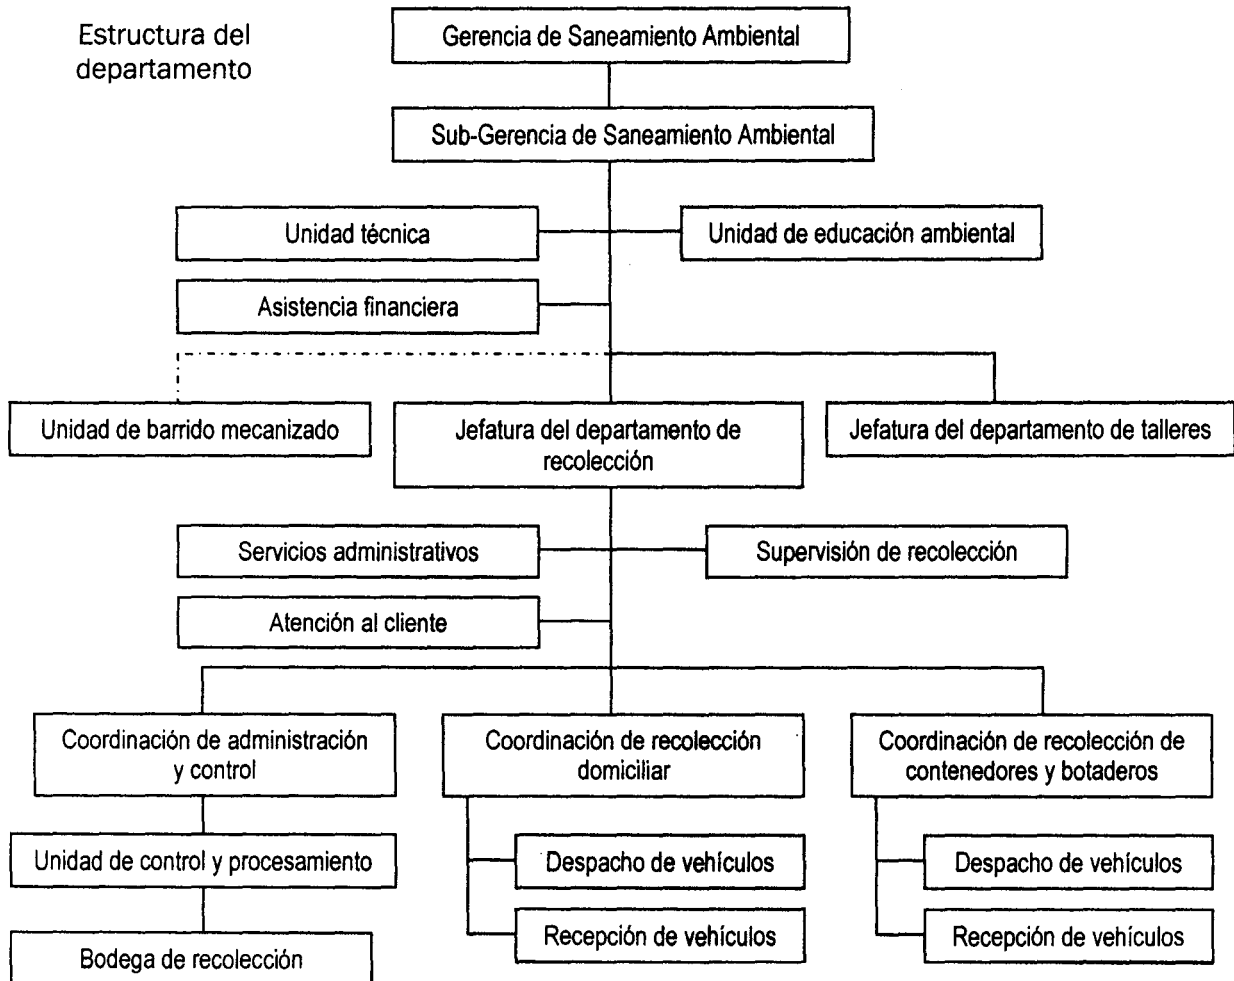 Estructura del
departamento
Gerencia de Saneamiento Ambiental
Sub-Gerencia de Saneamiento Ambiental
Unidad técnica
Unidad de educación ambiental
Asistencia financiera
Unidad de barrido mecanizado
Jefatura del departamento de
recolección
Jefatura del departamento de talleres
Servicios administrativos
Supervisión de recolección
Atención al cliente
Coordinación de administración
y control
Coordinación de recolección
domiciliar
Coordinación de recolección de
contenedores y botaderos
Unidad de control y procesamiento
Despacho de vehículos
Despacho de vehículos
Bodega de recolección
Recepción de vehículos
Recepción de vehículos